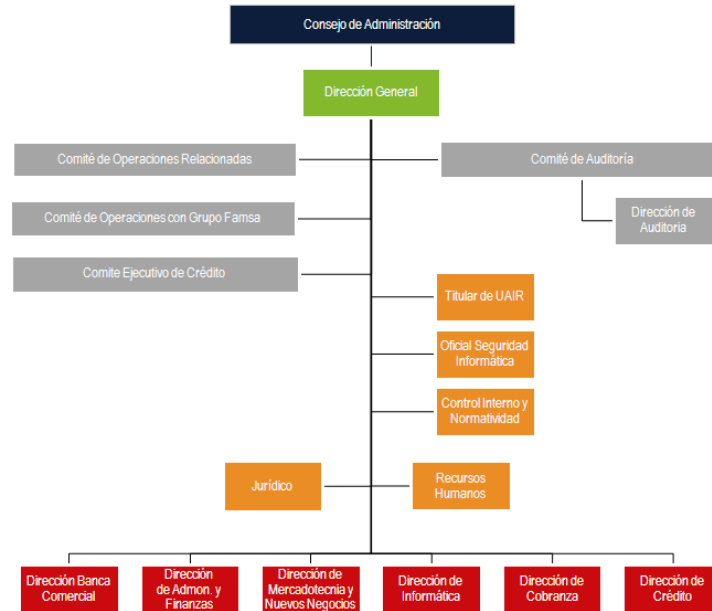 Consejo de Administración
Dirección General
Comité de Operaciones Relacionadas
Comité de Auditoría
Comité de Operaciones con Grupo Famsa
Dirección de
Auditoria
Comite Ejecutivo de Crédito
Titular de UAIR
Oficial Seguridad
Informática
Control Interno y
Normatividad
Jurídico
Recursos
Humanos
Dirección Banca
Comercial
Dirección
de Admon. y
Finanzas
Dirección de
Mercadotecnia y
Nuevos Negocios
Dirección de
Informática
Dirección de
Cobranza
Dirección de
Crédito